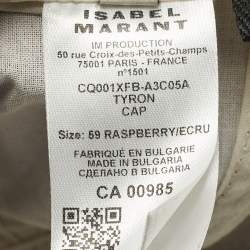 ISABEL
MARANT
IM PRODUCTION
50 rue Croix-des-Petits-Champs
75001 PARIS - FRANCE
n°1501
CQ001XFB-A3C05A
TYRON
CAP
Size: 59 RASPBERRY/ECRU
FABRIQUÉ EN BULGARIE
MADE IN BULGARIA
СДЕЛАНО В БУЛГАРИЯ
CA 00985